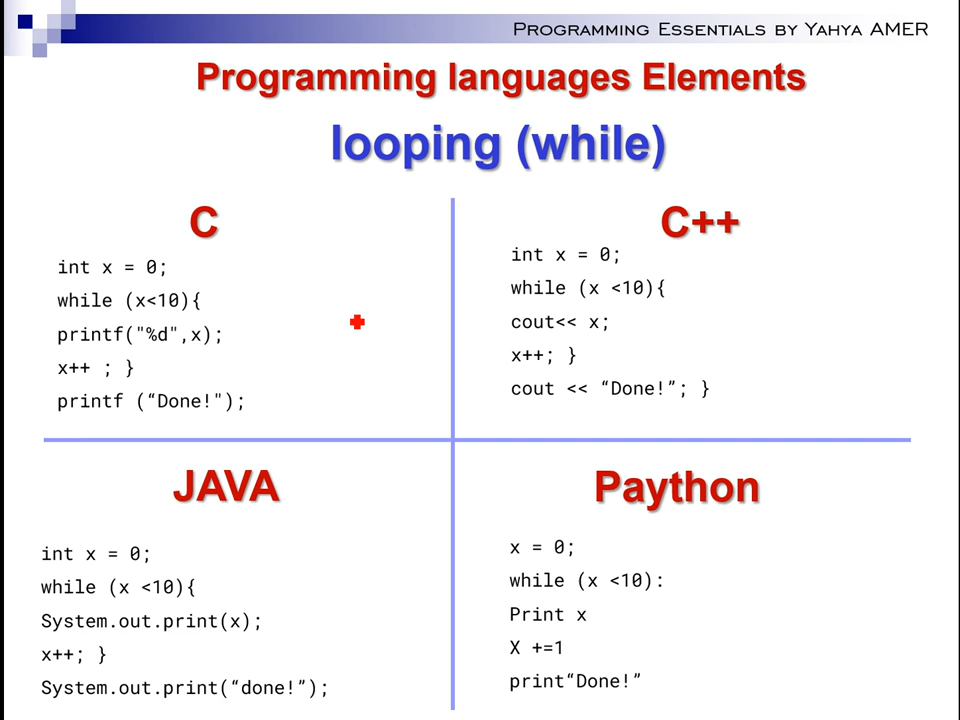 Programming Essentials by Yahya AMER
Programming languages Elements
looping (while)
C
int x = 0;
while (x<10){
printf("%d",x);
x++ ; }
printf (“Done!");
C++
int x = 0;
while (x <10){
cout<< x;
x++; }
cout << “Done!”; }
JAVA
int x = 0;
while (x <10){
System.out.print(x);
x++; }
System.out.print(“done!”);
Paython
x = 0;
while (x <10):
Print x
X +=1
print“Done!”